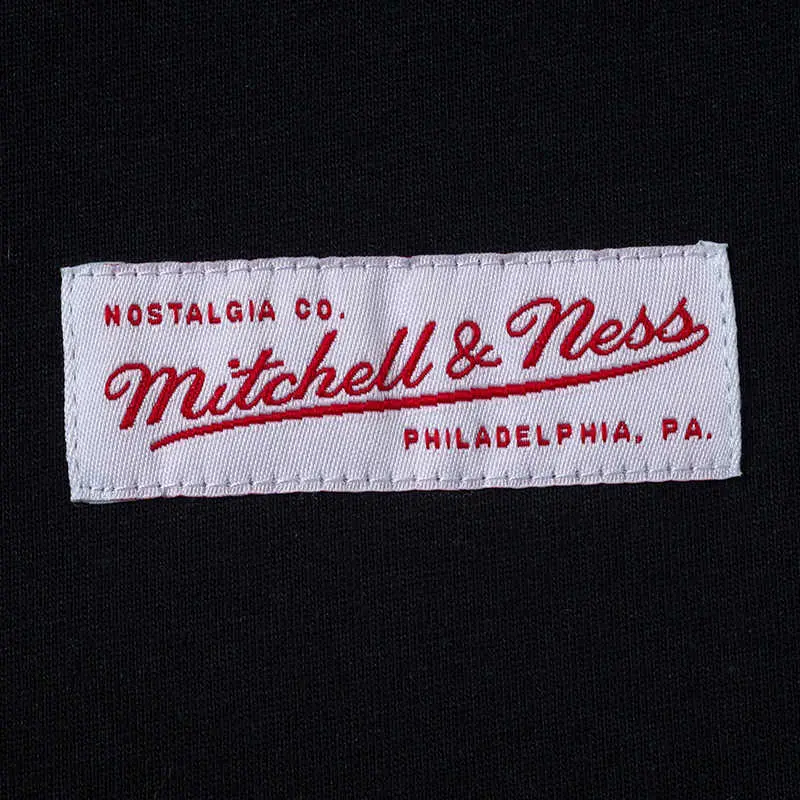 NOSTALGIA CO.
Mitchell & Ness
PHILADELPHIA, PA.